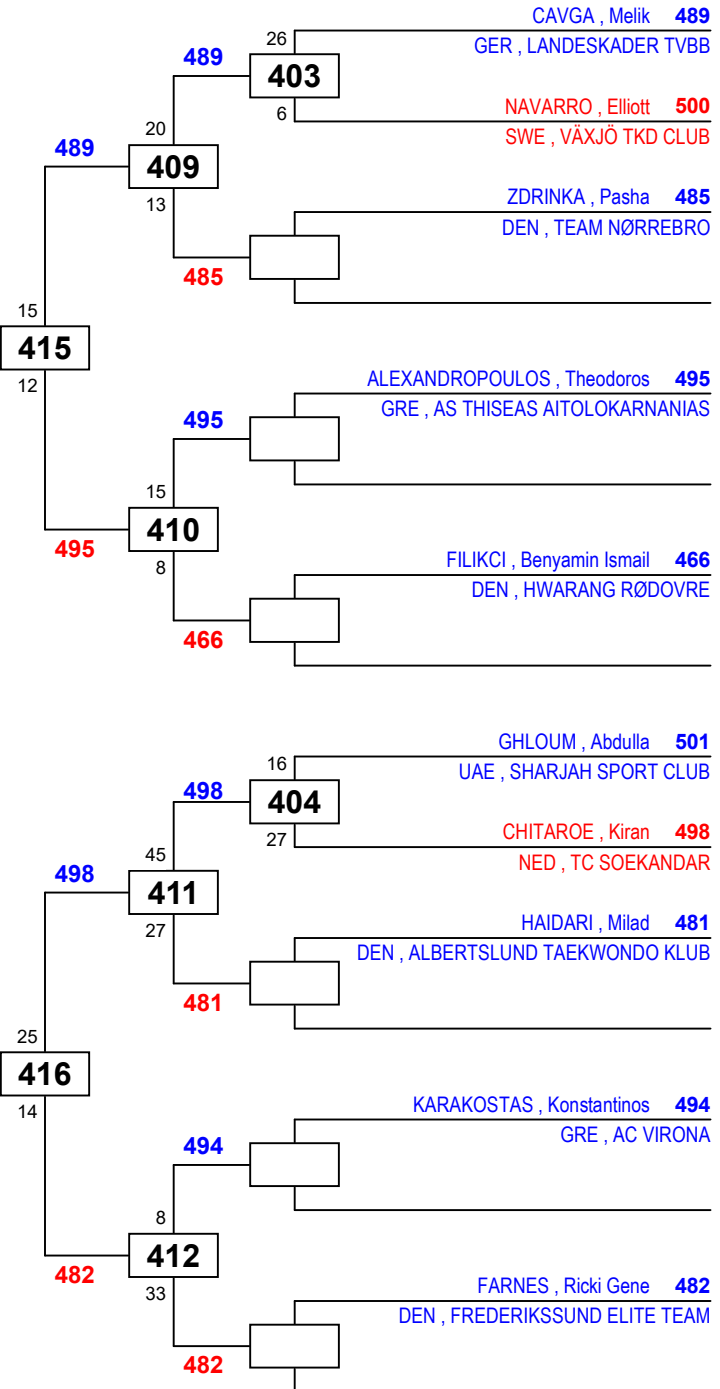 CAVGA , Melik 489
26
489
GER , LANDESKADER TVBB
403
6
NAVARRO , Elliott 500
20
SWE , VÄXJÖ TKD CLUB
489
409
ZDRINKA , Pasha 485
13
DEN , TEAM NØRREBRO
485
15
415
12
ALEXANDROPOULOS , Theodoros 495
GRE , AS THISEAS AITOLOKARNANIAS
495
15
410
495
8
FILIKCI , Benyamin Ismail 466
DEN , HWARANG RØDOVRE
466
GHLOUM , Abdulla 501
16
UAE , SHARJAH SPORT CLUB
498
404
CHITAROE , Kiran 498
27
45
NED , TC SOEKANDAR
498
411
HAIDARI , Milad 481
27
DEN , ALBERTSLUND TAEKWONDO KLUB
481
25
416
14
KARAKOSTAS , Konstantinos 494
GRE , AC VIRONA
494
8
412
482
33
FARNES , Ricki Gene 482
DEN , FREDERIKSSUND ELITE TEAM
482